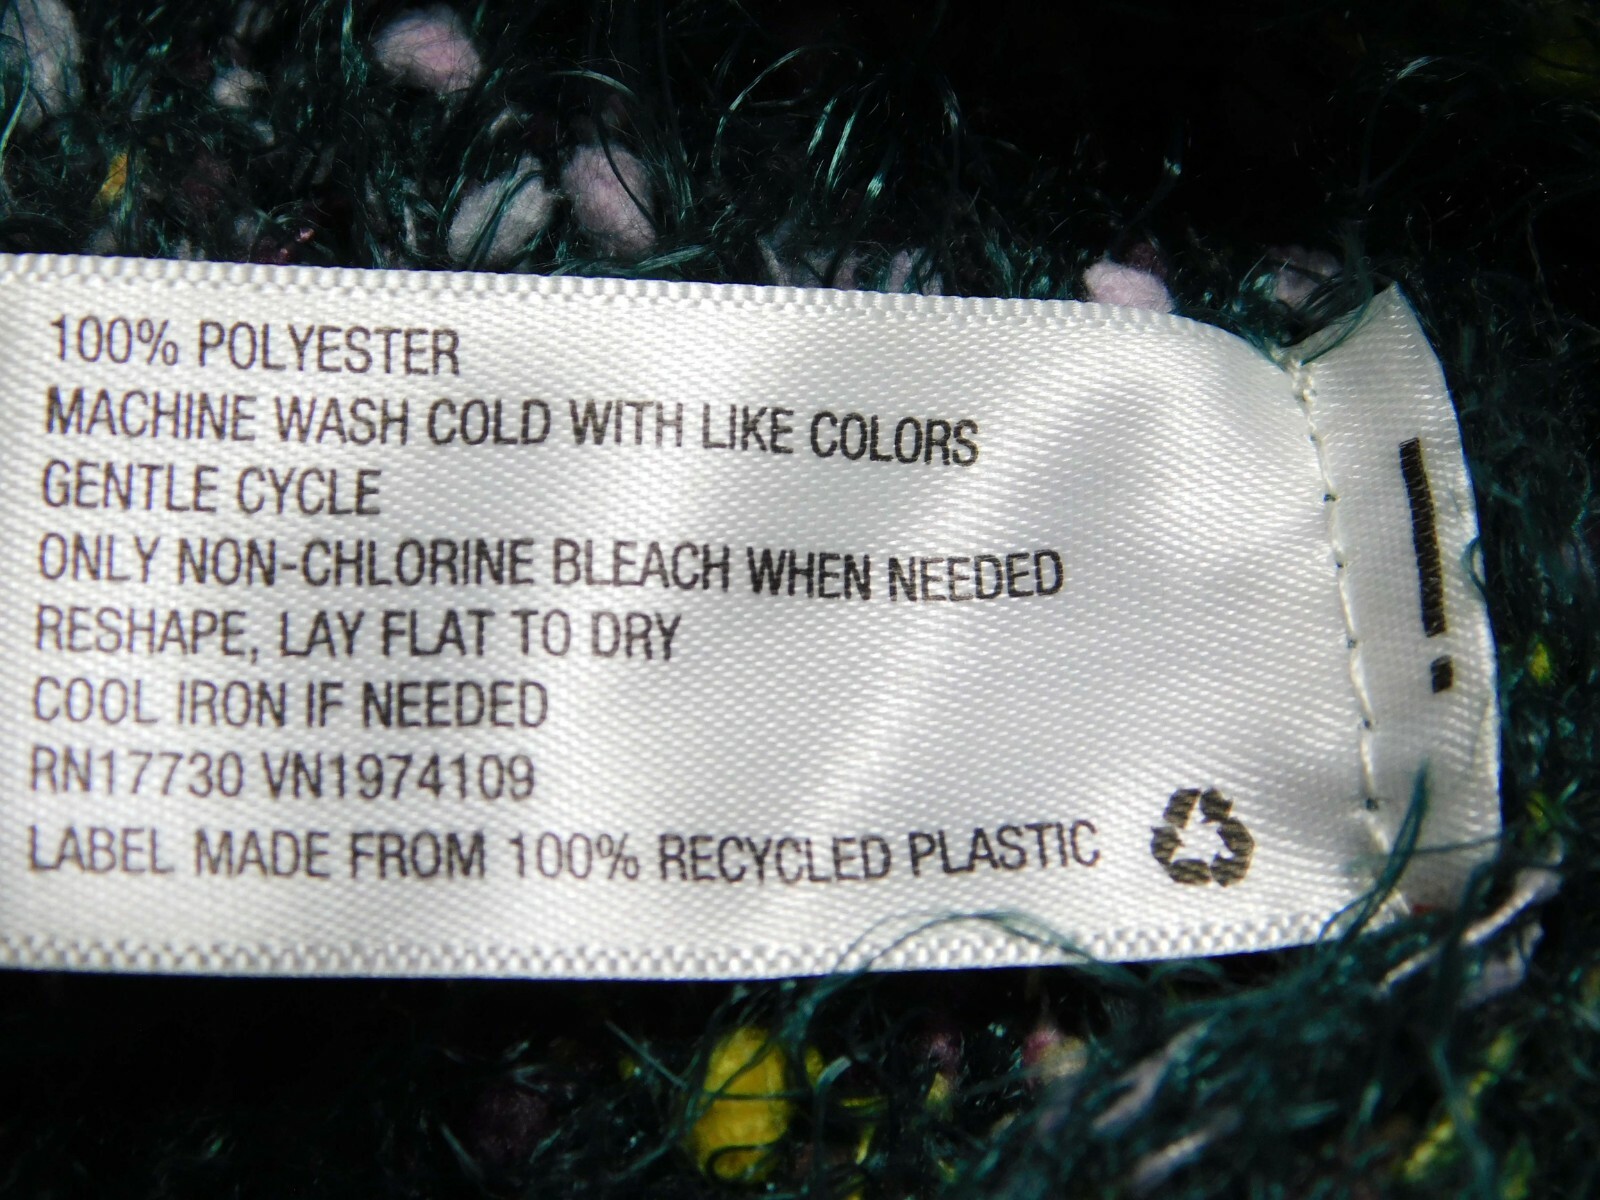 100% POLYESTER
MACHINE WASH COLD WITH LIKE COLORS
GENTLE CYCLE
ONLY NON-CHLORINE BLEACH WHEN NEEDED
RESHAPE, LAY FLAT TO DRY
COOL IRON IF NEEDED
RN17730 VN1974109
LABEL MADE FROM 100% RECYCLED PLASTIC